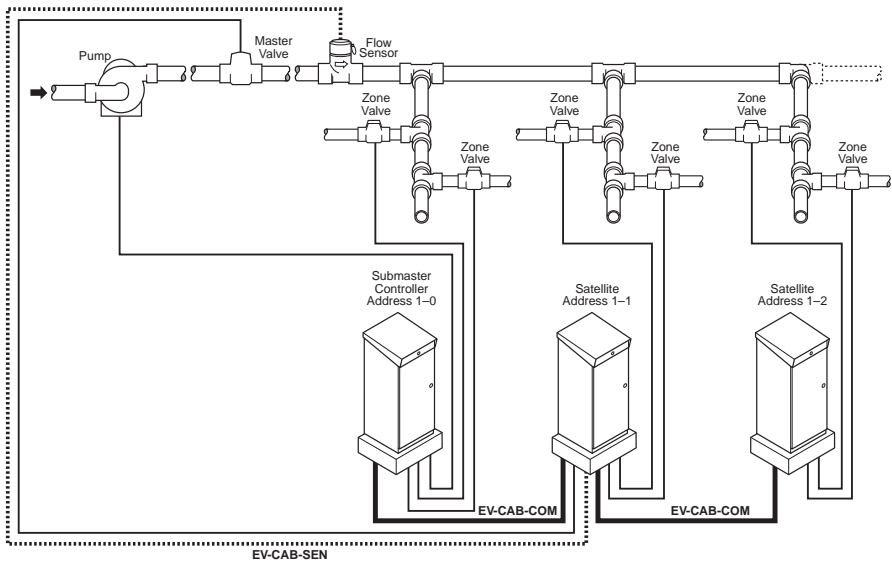 Pump
Master
Valve
Flow
Sensor
Zone
Valve
Zone
Valve
Zone
Valve
Zone
Valve
Zone
Valve
Zone
Valve
Submaster
Controller
Address 1–0
Satellite
Address 1–1
Satellite
Address 1–2
EV-CAB-COM
EV-CAB-COM
EV-CAB-SEN